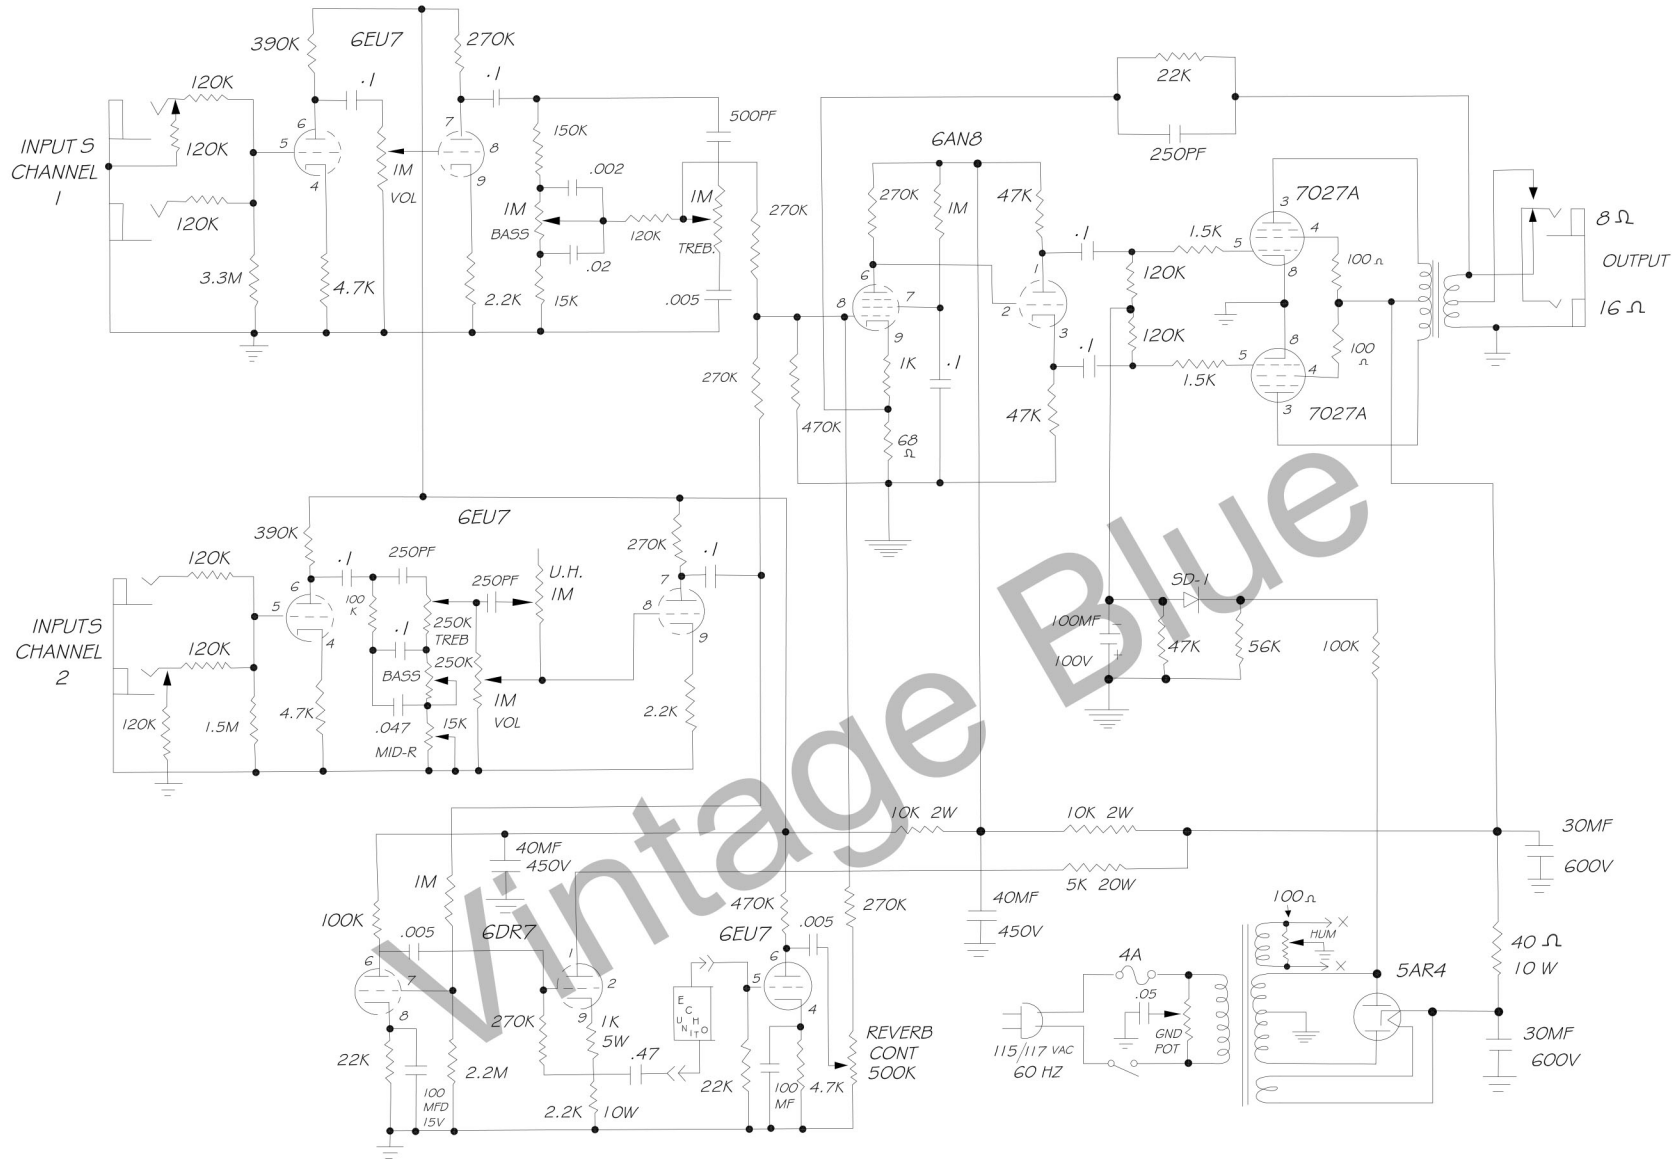 390K
6EU7
270K
120K
.1
.1
120K
INPUTS
CHANNEL
1
120K
3.3M
5
6
4
4.7K
1M
VOL
7
8
9
2.2K
150K
1M
BASS
15K
.002
.02
120K
500PF
1M
TREB.
.005
270K
270K
470K
6AN8
270K
1M
47K
6
8
7
9
1K
68
Ω
.1
1
2
3
47K
.1
.1
120K
120K
1.5K
1.5K
22K
250PF
7027A
3
4
5
8
100Ω
100
Ω
8
5
4
3
7027A
8 Ω
OUTPUT
16 Ω
390K
6EU7
270K
.1
120K
INPUTS
CHANNEL
2
120K
120K
1.5M
5
6
4
4.7K
.1
250PF
100
K
.1
250K
TREB
250K
BASS
.047
MID-R
15K
250PF
U.H.
1M
1M
VOL
7
8
9
2.2K
SD-1
100MF
100V
+
47K
56K
100K
10K 2W
10K 2W
5K 20W
40MF
450V
40MF
450V
30MF
600V
40 Ω
10 W
30MF
600V
1M
100K
.005
6DR7
6
7
8
22K
100
MFD
15V
2.2M
270K
1
2
9
1K
5W
2.2K 10W
.47
ECHO
UNIT
470K
6EU7
.005
5
6
4
22K
100
MF
4.7K
270K
REVERB
CONT
500K
4A
.05
GND
POT
115/117 VAC
60 HZ
100Ω
HUM
X
X
5AR4
Vintage Blue